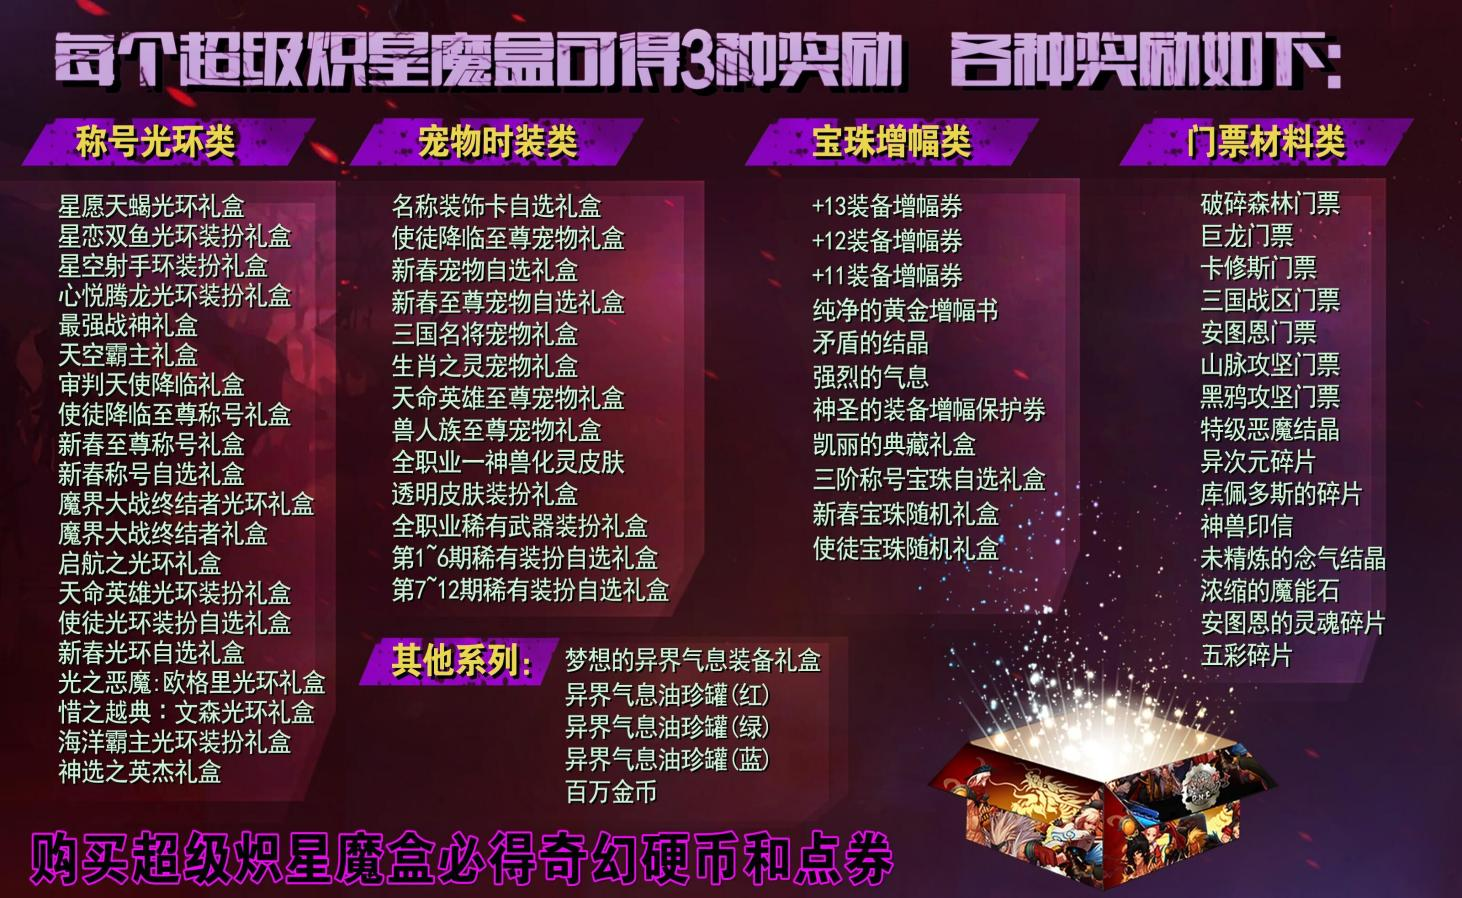 每个超级炽星魔盒可得3种奖励 各种奖励如下:
称号光环类
星愿天蝎光环礼盒
星恋双鱼光环装扮礼盒
星空射手环装扮礼盒
心悦腾龙光环装扮礼盒
最强战神礼盒
天空霸主礼盒
审判天使降临礼盒
使徒降临至尊称号礼盒
新春至尊称号礼盒
新春称号自选礼盒
魔界大战终结者光环礼盒
魔界大战终结者礼盒
启航之光环礼盒
天命英雄光环装扮礼盒
使徒光环装扮自选礼盒
新春光环自选礼盒
光之恶魔:欧格里光环礼盒
惜之越典：文森光环礼盒
海洋霸主光环装扮礼盒
神选之英杰礼盒
宠物时装类
名称装饰卡自选礼盒
使徒降临至尊宠物礼盒
新春宠物自选礼盒
新春至尊宠物自选礼盒
三国名将宠物礼盒
生肖之灵宠物礼盒
天命英雄至尊宠物礼盒
兽人族至尊宠物礼盒
全职业一神兽化灵皮肤
透明皮肤装扮礼盒
全职业稀有武器装扮礼盒
第1~6期稀有装扮自选礼盒
第7~12期稀有装扮自选礼盒
宝珠增幅类
+13装备增幅券
+12装备增幅券
+11装备增幅券
纯净的黄金增幅书
矛盾的结晶
强烈的气息
神圣的装备增幅保护券
凯丽的典藏礼盒
三阶称号宝珠自选礼盒
新春宝珠随机礼盒
使徒宝珠随机礼盒
门票材料类
破碎森林门票
巨龙门票
卡修斯门票
三国战区门票
安图恩门票
山脉攻坚门票
黑鸦攻坚门票
特级恶魔结晶
异次元碎片
库佩多斯的碎片
神兽印信
未精炼的念气结晶
浓缩的魔能石
安图恩的灵魂碎片
五彩碎片
其他系列:
梦想的异界气息装备礼盒
异界气息油珍罐(红)
异界气息油珍罐(绿)
异界气息油珍罐(蓝)
百万金币
购买超级炽星魔盒必得奇幻硬币和点券